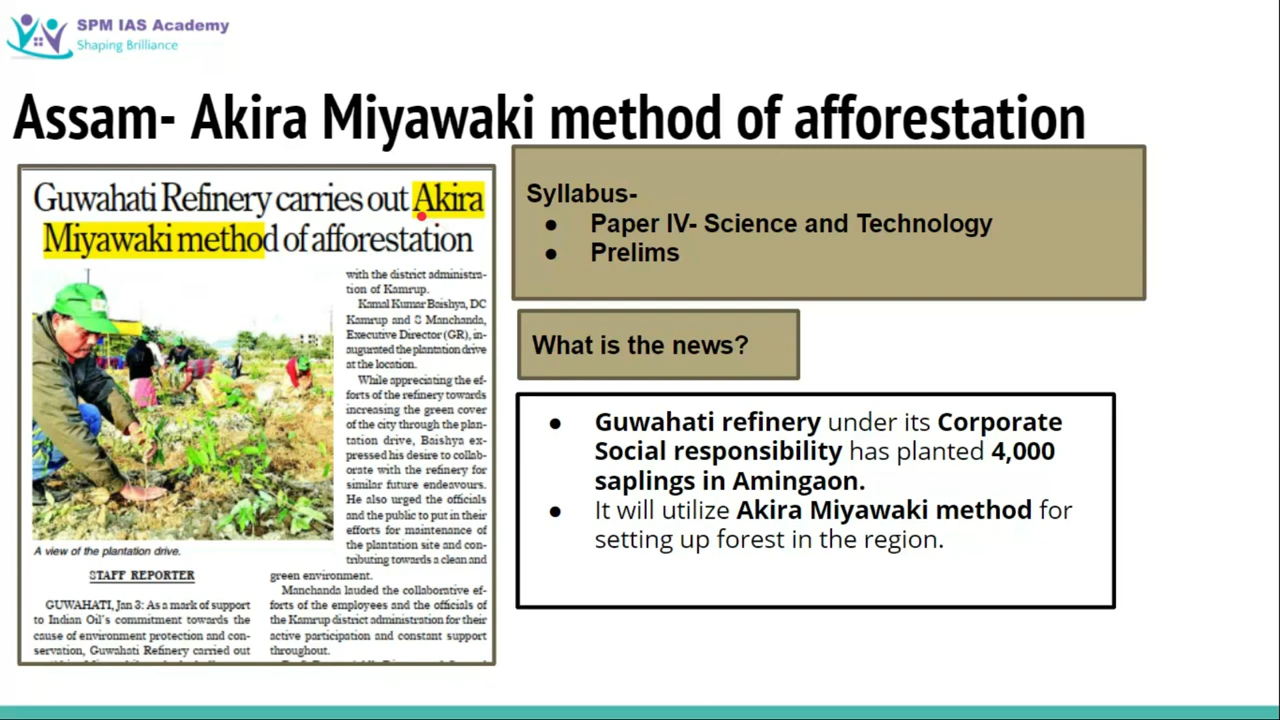 SPM IAS Academy
Shaping Brilliance
Assam- Akira Miyawaki method of afforestation
Guwahati Refinery carries out Akira
Miyawaki method of afforestation
with the district administra-
tion of Kamrup.
Kamal Kumar Baishya, DC
Kamrup and S Manchanda,
Executive Director (GR), in-
augurated the plantation drive
at the location.
While appreciating the ef-
forts of the refinery towards
increasing the green cover
of the city through the plan-
tation drive, Baishya ex-
pressed his desire to collab-
orate with the refinery for
similar future endeavours.
He also urged the officials
and the public to put in their
efforts for maintenance of
the plantation site and con-
tributing towards a clean and
green environment.
Manchanda lauded the collaborative ef-
forts of the employees and the officials of
the Kamrup district administration for their
active participation and constant support
throughout.
A view of the plantation drive.
STAFF REPORTER
GUWAHATI, Jan 3: As a mark of support
to Indian Oil's commitment towards the
cause of environment protection and con-
servation, Guwahati Refinery carried out
Syllabus-
● Paper IV- Science and Technology
● Prelims
What is the news?
● Guwahati refinery under its Corporate
Social responsibility has planted 4,000
saplings in Amingaon.
● It will utilize Akira Miyawaki method for
setting up forest in the region.